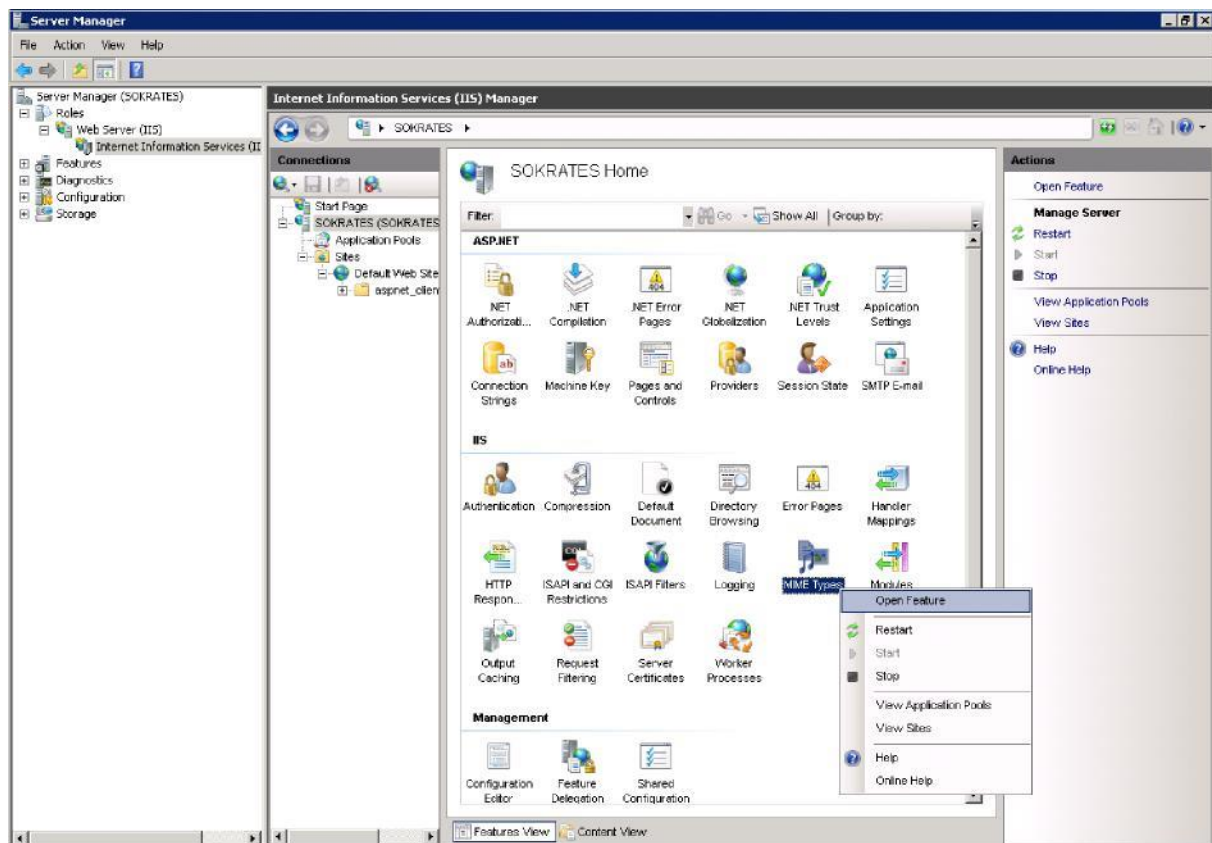 Server Manager
File Action View Help
Server Manager (SOKRATES)
Roles
Web Server (IIS)
Internet Information Services (II
Features
Diagnostics
Configuration
Storage
Internet Information Services (IIS) Manager
SOKRATES
Connections
Start Page
SOKRATES (SOKRATES
Application Pools
Sites
Default Web Site
aspnet_clien
SOKRATES Home
Filter: Go Show All Group by:
ASP.NET
.NET Authorizati...
.NET Compilation
.NET Error Pages
.NET Globalization
.NET Trust Levels
Application Settings
Connection Strings
Machine Key
Pages and Controls
Providers
Session State
SMTP E-mail
IIS
Authentication
Compression
Default Document
Directory Browsing
Error Pages
Handler Mappings
HTTP Respon...
ISAPI and CGI Restrictions
ISAPI Filters
Logging
MIME Types
Modules
Output Caching
Request Filtering
Server Certificates
Worker Processes
Management
Configuration Editor
Feature Delegation
Shared Configuration
Open Feature
Restart
Start
Stop
View Application Pools
View Sites
Help
Online Help
Features View Content View
Actions
Open Feature
Manage Server
Restart
Start
Stop
View Application Pools
View Sites
Help
Online Help